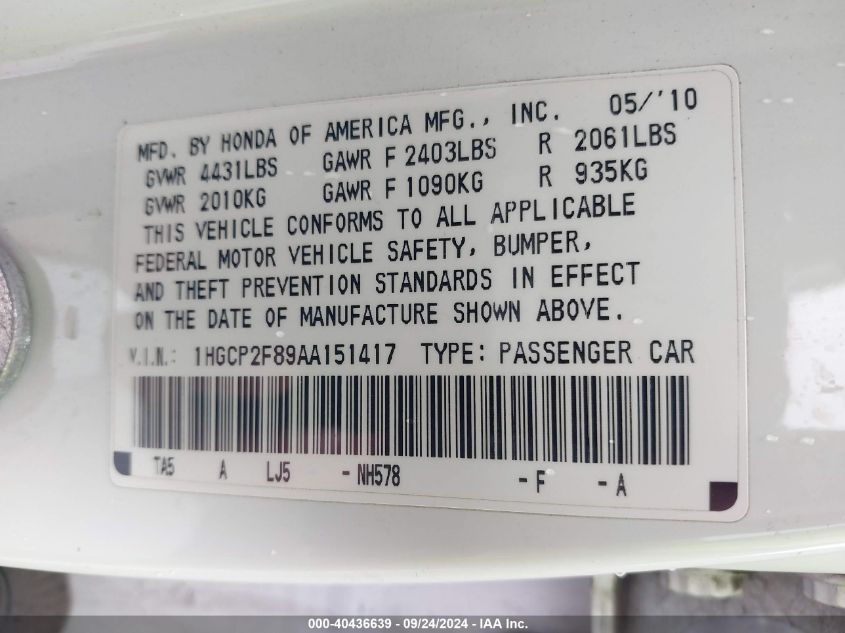 MFD. BY HONDA OF AMERICA MFG., INC. 05/'10
GVWR 4431LBS GAWR F 2403LBS R 2061LBS
GVWR 2010KG GAWR F 1090KG R 935KG
THIS VEHICLE CONFORMS TO ALL APPLICABLE
FEDERAL MOTOR VEHICLE SAFETY, BUMPER,
AND THEFT PREVENTION STANDARDS IN EFFECT
ON THE DATE OF MANUFACTURE SHOWN ABOVE.
V.I.N.: 1HGCP2F89AA151417 TYPE: PASSENGER CAR
TA5 A LJ5 -NH578 -F -A
000-40436639 - 09/24/2024 - IAA Inc.